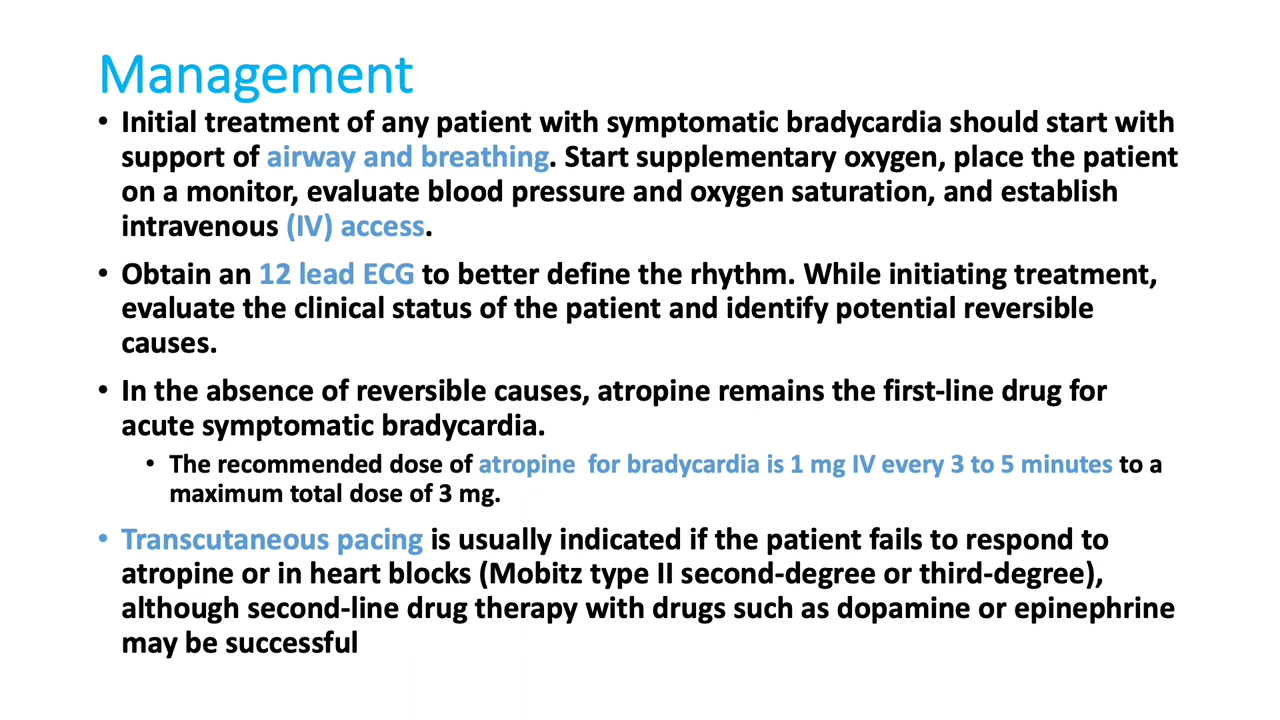 Management
• Initial treatment of any patient with symptomatic bradycardia should start with
support of airway and breathing. Start supplementary oxygen, place the patient
on a monitor, evaluate blood pressure and oxygen saturation, and establish
intravenous (IV) access.
• Obtain an 12 lead ECG to better define the rhythm. While initiating treatment,
evaluate the clinical status of the patient and identify potential reversible
causes.
• In the absence of reversible causes, atropine remains the first-line drug for
acute symptomatic bradycardia.
• The recommended dose of atropine  for bradycardia is 1 mg IV every 3 to 5 minutes to a
maximum total dose of 3 mg.
• Transcutaneous pacing is usually indicated if the patient fails to respond to
atropine or in heart blocks (Mobitz type II second-degree or third-degree),
although second-line drug therapy with drugs such as dopamine or epinephrine
may be successful